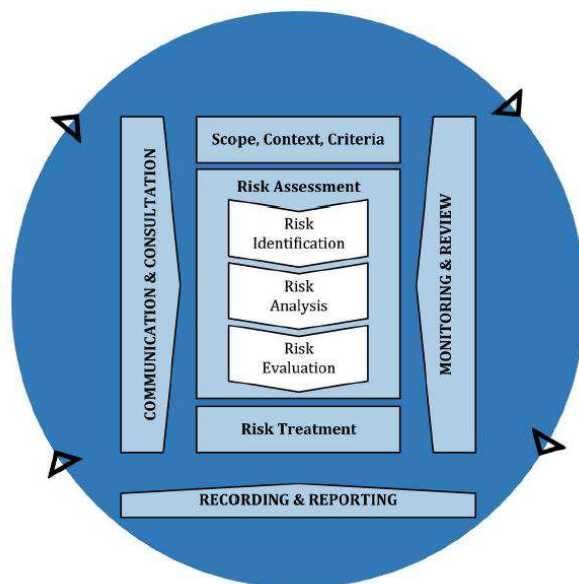 Scope, Context, Criteria
Risk Assessment
Risk
Identification
Risk
Analysis
Risk
Evaluation
Risk Treatment
COMMUNICATION & CONSULTATION
MONITORING & REVIEW
RECORDING & REPORTING